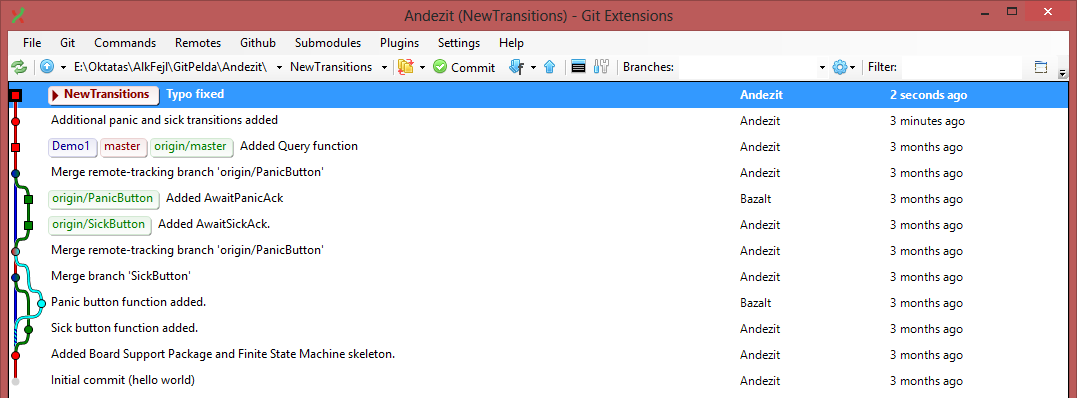 Andezit (NewTransitions) - Git Extensions
File Git Commands Remotes Github Submodules Plugins Settings Help
E:\Oktatas\AlkFejl\GitPelda\Andezit\ NewTransitions Commit Branches: Filter:
NewTransitions Typo fixed Andezit 2 seconds ago
Additional panic and sick transitions added Andezit 3 minutes ago
Demo1 master origin/master Added Query function Andezit 3 months ago
Merge remote-tracking branch 'origin/PanicButton' Andezit 3 months ago
origin/PanicButton Added AwaitPanicAck Bazalt 3 months ago
origin/SickButton Added AwaitSickAck. Andezit 3 months ago
Merge remote-tracking branch 'origin/PanicButton' Andezit 3 months ago
Merge branch 'SickButton' Andezit 3 months ago
Panic button function added. Bazalt 3 months ago
Sick button function added. Andezit 3 months ago
Added Board Support Package and Finite State Machine skeleton. Andezit 3 months ago
Initial commit (hello world) Andezit 3 months ago